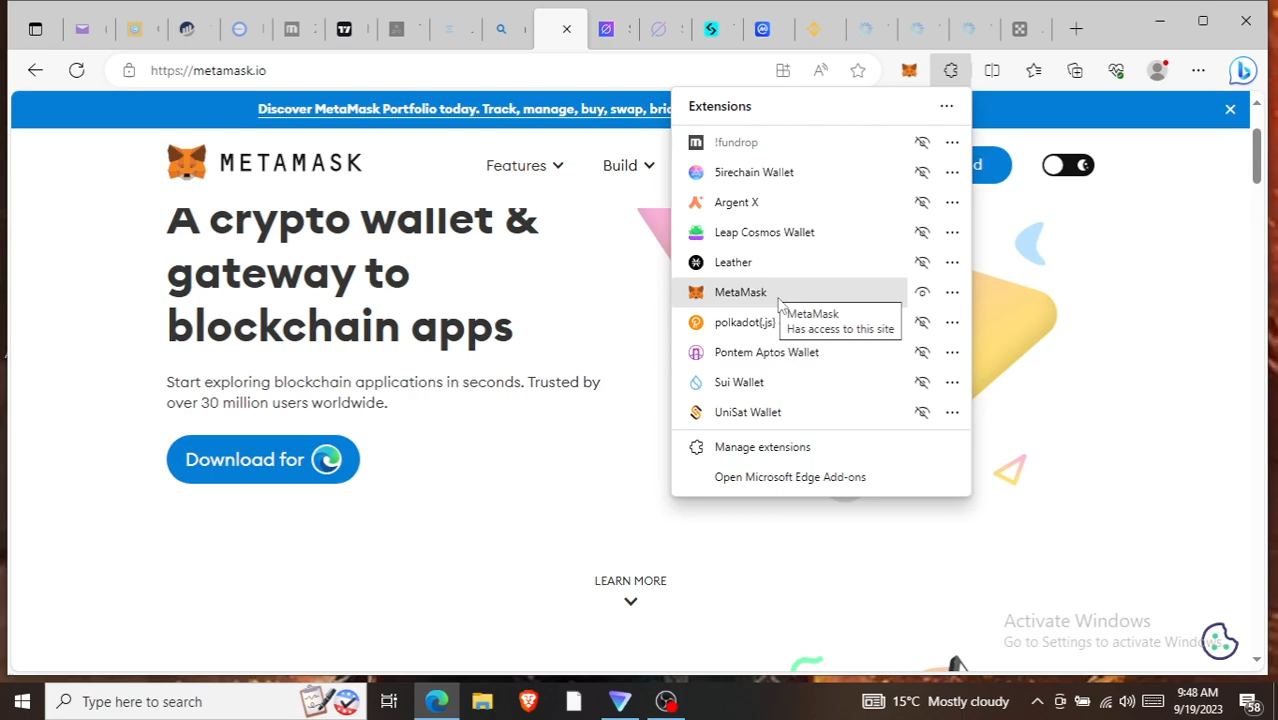 https://metamask.io
Discover MetaMask Portfolio today. Track, manage, buy, swap,
METAMASK
Features
Build
d
A crypto wallet &
gateway to
blockchain apps
Start exploring blockchain applications in seconds. Trusted by
over 30 million users worldwide.
Download for
LEARN MORE
Extensions
!fundrop
5irechain Wallet
Argent X
Leap Cosmos Wallet
Leather
MetaMask
MetaMask
Has access to this site
polkadot{.js}
Pontem Aptos Wallet
Sui Wallet
UniSat Wallet
Manage extensions
Open Microsoft Edge Add-ons
Activate Windows
Go to Settings to activate Windows.
Type here to search
15°C Mostly cloudy
9:48 AM
9/19/2023
58